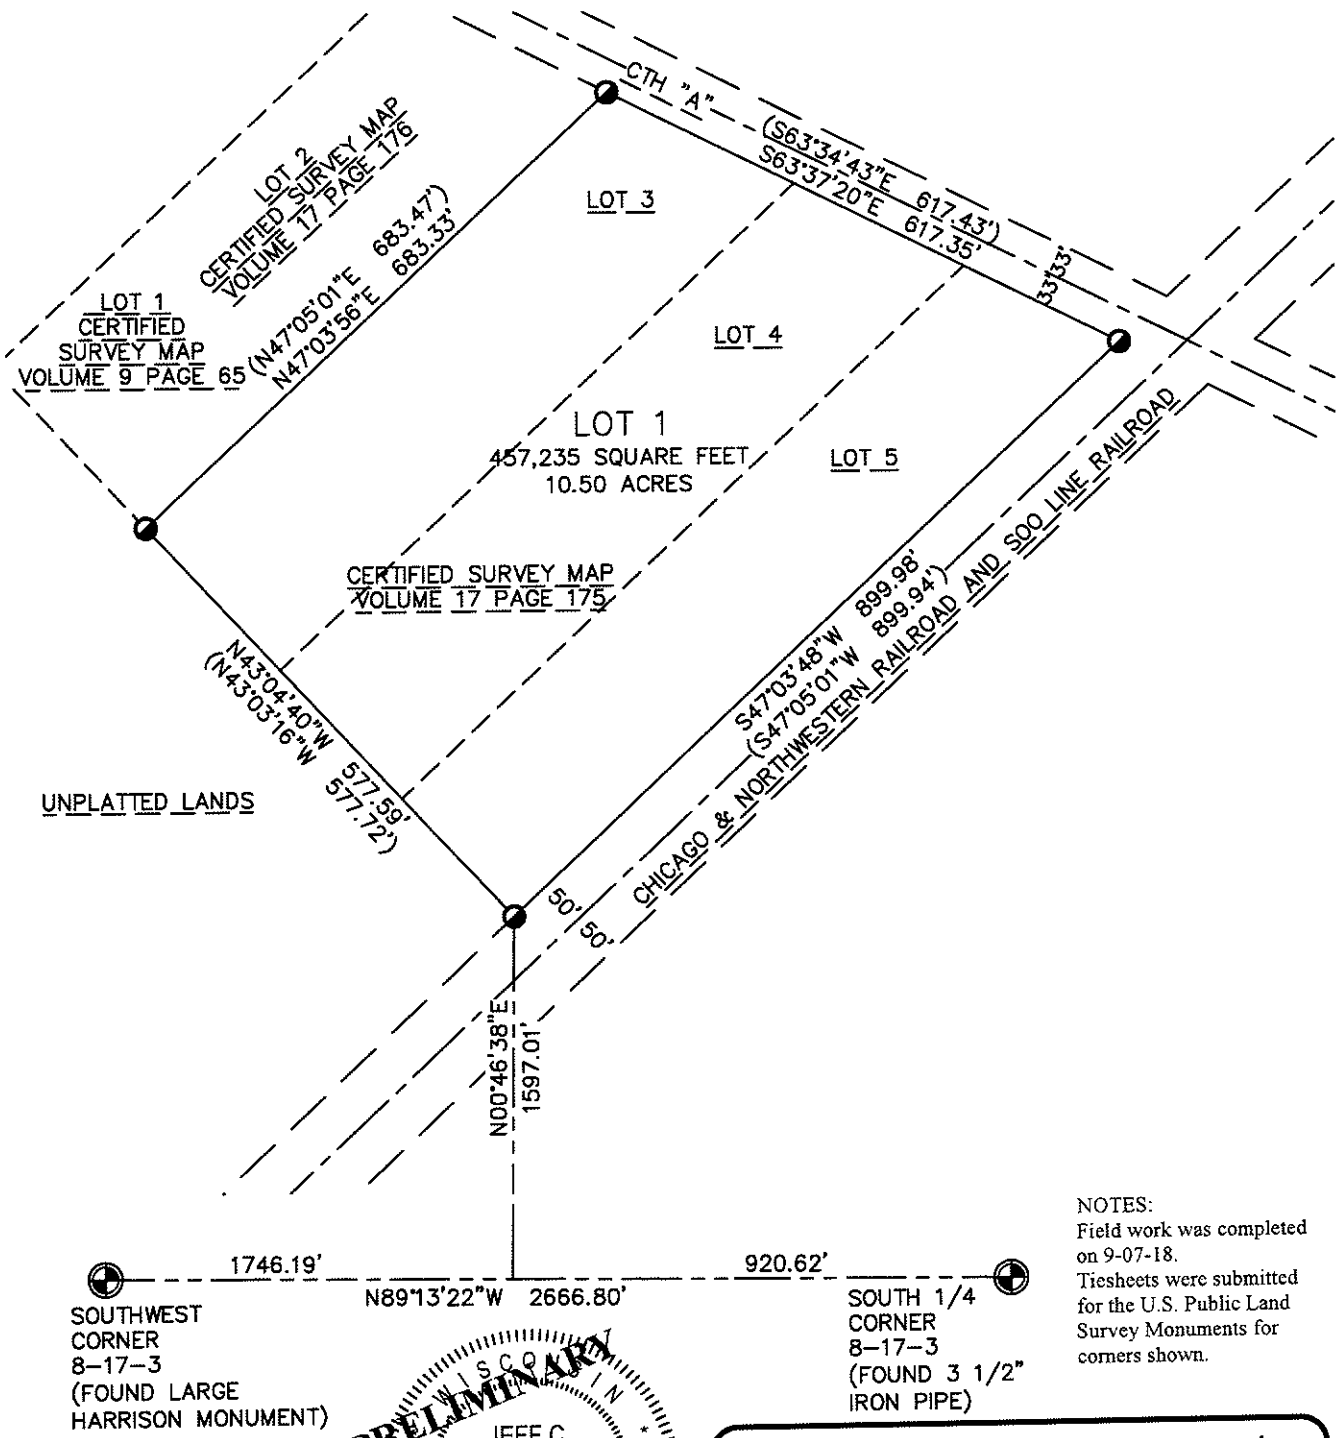 CTH "A"
(S63°34'43"E 617.43')
S63°37'20"E 617.35'
33'
33'
LOT 2
CERTIFIED SURVEY MAP
VOLUME 17 PAGE 176
LOT 3
(N47°05'01"E 683.47')
N47°03'56"E 683.33'
LOT 1
CERTIFIED
SURVEY MAP
VOLUME 9 PAGE 65
LOT 4
LOT 1
457,235 SQUARE FEET
10.50 ACRES
LOT 5
CERTIFIED SURVEY MAP
VOLUME 17 PAGE 175
S47°03'48"W 899.98'
(S47°05'01"W 899.94')
CHICAGO & NORTHWESTERN RAILROAD AND SOO LINE RAILROAD
N43°04'40"W 577.59'
(N43°03'16"W 577.72')
UNPLATTED LANDS
50'
50'
N00°46'38"E
1597.01'
NOTES:
Field work was completed
on 9-07-18.
Tiesheets were submitted
for the U.S. Public Land
Survey Monuments for
corners shown.
1746.19'
920.62'
N89°13'22"W 2666.80'
SOUTHWEST
CORNER
8-17-3
(FOUND LARGE
HARRISON MONUMENT)
SOUTH 1/4
CORNER
8-17-3
(FOUND 3 1/2"
IRON PIPE)
WISCONSIN
PRELIMINARY
JEFF C.